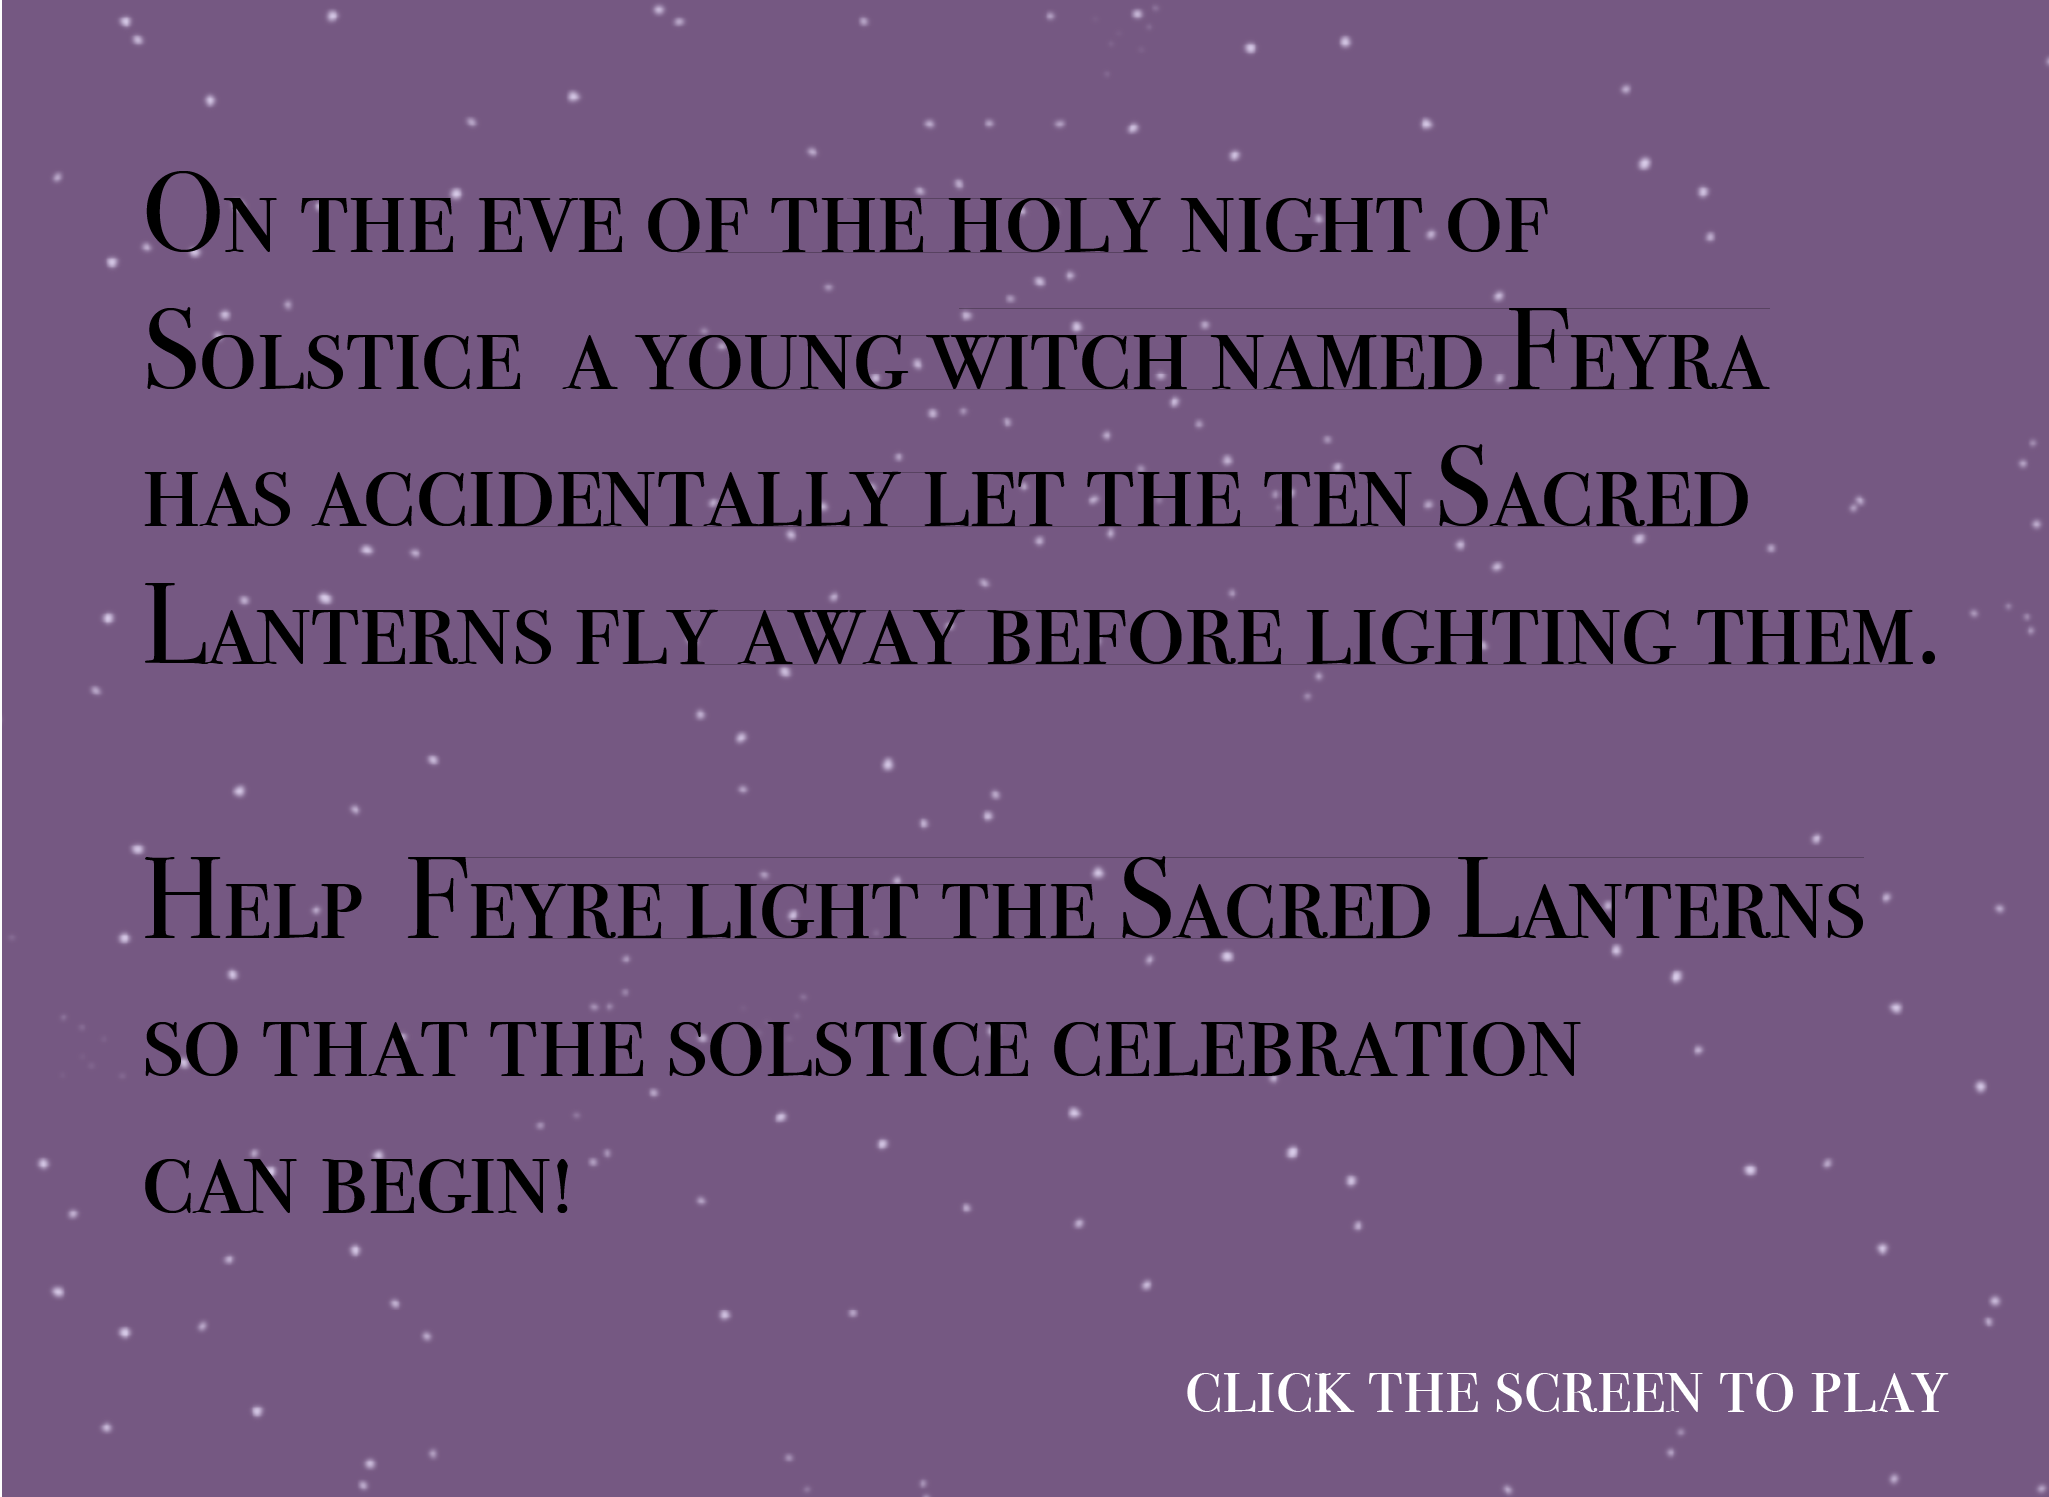 On the eve of the holy night of
Solstice a young witch named Feyra
has accidentally let the ten Sacred
Lanterns fly away before lighting them.
Help Feyre light the Sacred Lanterns
so that the solstice celebration
can begin!
click the screen to play